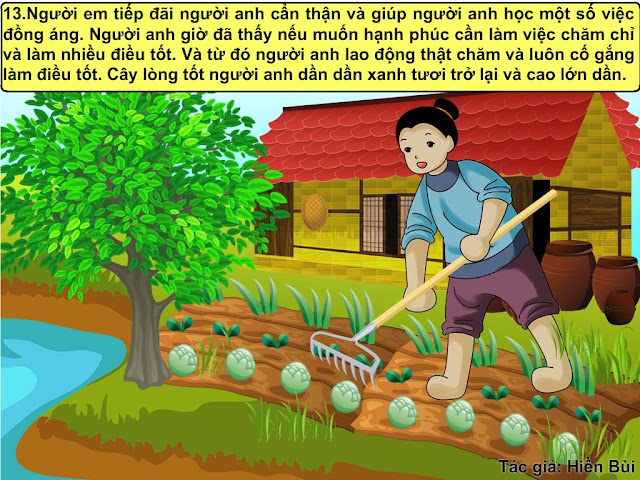 13.Người em tiếp đãi người anh cẩn thận và giúp người anh học một số việc
đồng áng. Người anh giờ đã thấy nếu muốn hạnh phúc cần làm việc chăm chỉ
và làm nhiều điều tốt. Và từ đó người anh lao động thật chăm và luôn cố gắng
làm điều tốt. Cây lòng tốt người anh dần dần xanh tươi trở lại và cao lớn dần.
Tác giả: Hiền Bùi